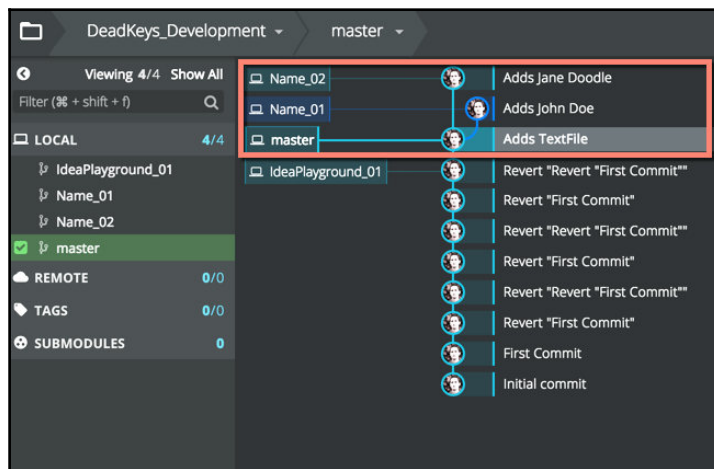 DeadKeys_Development master
Viewing 4/4 Show All
Filter (⌘ + shift + f)
LOCAL 4/4
IdeaPlayground_01
Name_01
Name_02
master
REMOTE 0/0
TAGS 0/0
SUBMODULES 0
Name_02 Adds Jane Doodle
Name_01 Adds John Doe
master Adds TextFile
IdeaPlayground_01 Revert "Revert "First Commit""
Revert "First Commit"
Revert "Revert "First Commit""
Revert "First Commit"
Revert "Revert "First Commit""
Revert "First Commit"
First Commit
Initial commit